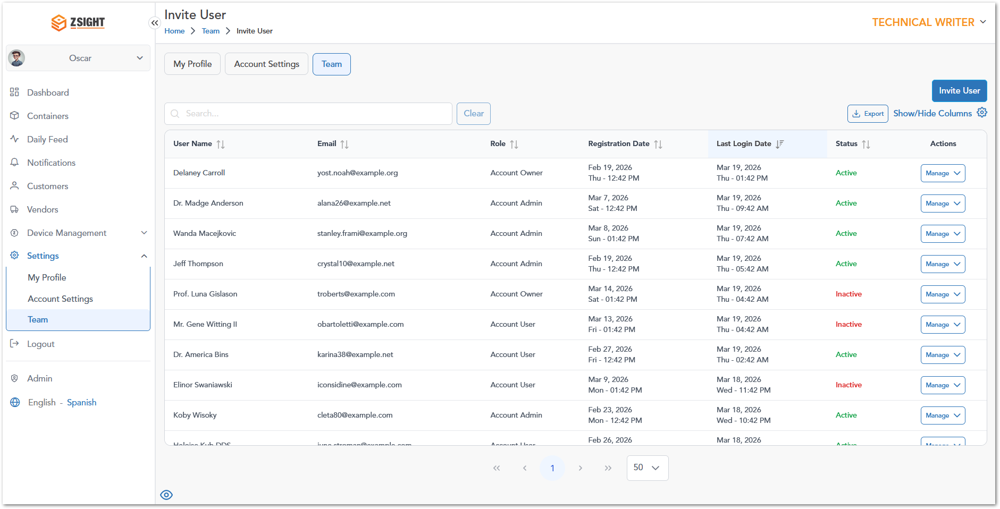 ZSIGHT
Oscar
Dashboard
Containers
Daily Feed
Notifications
Customers
Vendors
Device Management
Settings
My Profile
Account Settings
Team
Logout
Admin
English - Spanish
Invite User
Home > Team > Invite User
TECHNICAL WRITER
My Profile Account Settings Team
Invite User
Search... Clear
Export Show/Hide Columns
User Name Email Role Registration Date Last Login Date Status Actions
Delaney Carroll yost.noah@example.org Account Owner Feb 19, 2026 Thu - 12:42 PM Mar 19, 2026 Thu - 01:42 PM Active Manage
Dr. Madge Anderson alana26@example.net Account Admin Mar 7, 2026 Sat - 12:42 PM Mar 19, 2026 Thu - 09:42 AM Active Manage
Wanda Macejkovic stanley.frami@example.org Account Admin Mar 8, 2026 Sun - 01:42 PM Mar 19, 2026 Thu - 07:42 AM Active Manage
Jeff Thompson crystal10@example.net Account Admin Feb 19, 2026 Thu - 12:42 PM Mar 19, 2026 Thu - 05:42 AM Active Manage
Prof. Luna Gislason troberts@example.com Account Owner Mar 14, 2026 Sat - 01:42 PM Mar 19, 2026 Thu - 04:42 AM Inactive Manage
Mr. Gene Witting II obartoletti@example.com Account User Mar 13, 2026 Fri - 01:42 PM Mar 19, 2026 Thu - 04:42 AM Inactive Manage
Dr. America Bins karina38@example.net Account User Feb 27, 2026 Fri - 12:42 PM Mar 19, 2026 Thu - 02:42 AM Active Manage
Elinor Swaniawski iconsidine@example.com Account User Mar 9, 2026 Mon - 01:42 PM Mar 18, 2026 Wed - 11:42 PM Inactive Manage
Koby Wisoky cleta80@example.com Account Admin Feb 23, 2026 Mon - 12:42 PM Mar 18, 2026 Wed - 10:42 PM Active Manage
Account User Feb 26, 2026 Mar 18, 2026 Active Manage
1 50